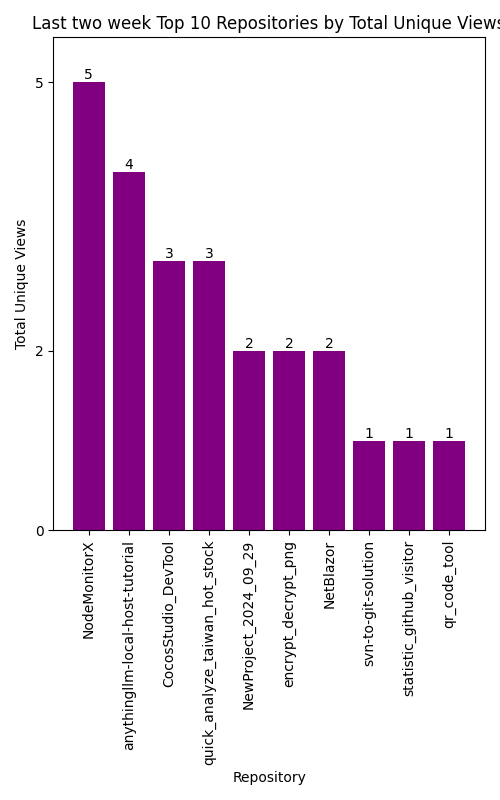 Last two week Top 10 Repositories by Total Unique Views
Total Unique Views
5
2
0
5
4
3
3
2
2
2
1
1
1
NodeMonitorX
anythingllm-local-host-tutorial
CocosStudio_DevTool
quick_analyze_taiwan_hot_stock
NewProject_2024_09_29
encrypt_decrypt_png
NetBlazor
svn-to-git-solution
statistic_github_visitor
qr_code_tool
Repository